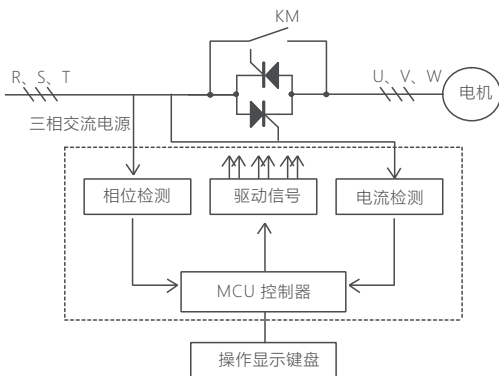 KM
R、S、T
U、V、W
电机
三相交流电源
相位检测
驱动信号
电流检测
MCU 控制器
操作显示键盘